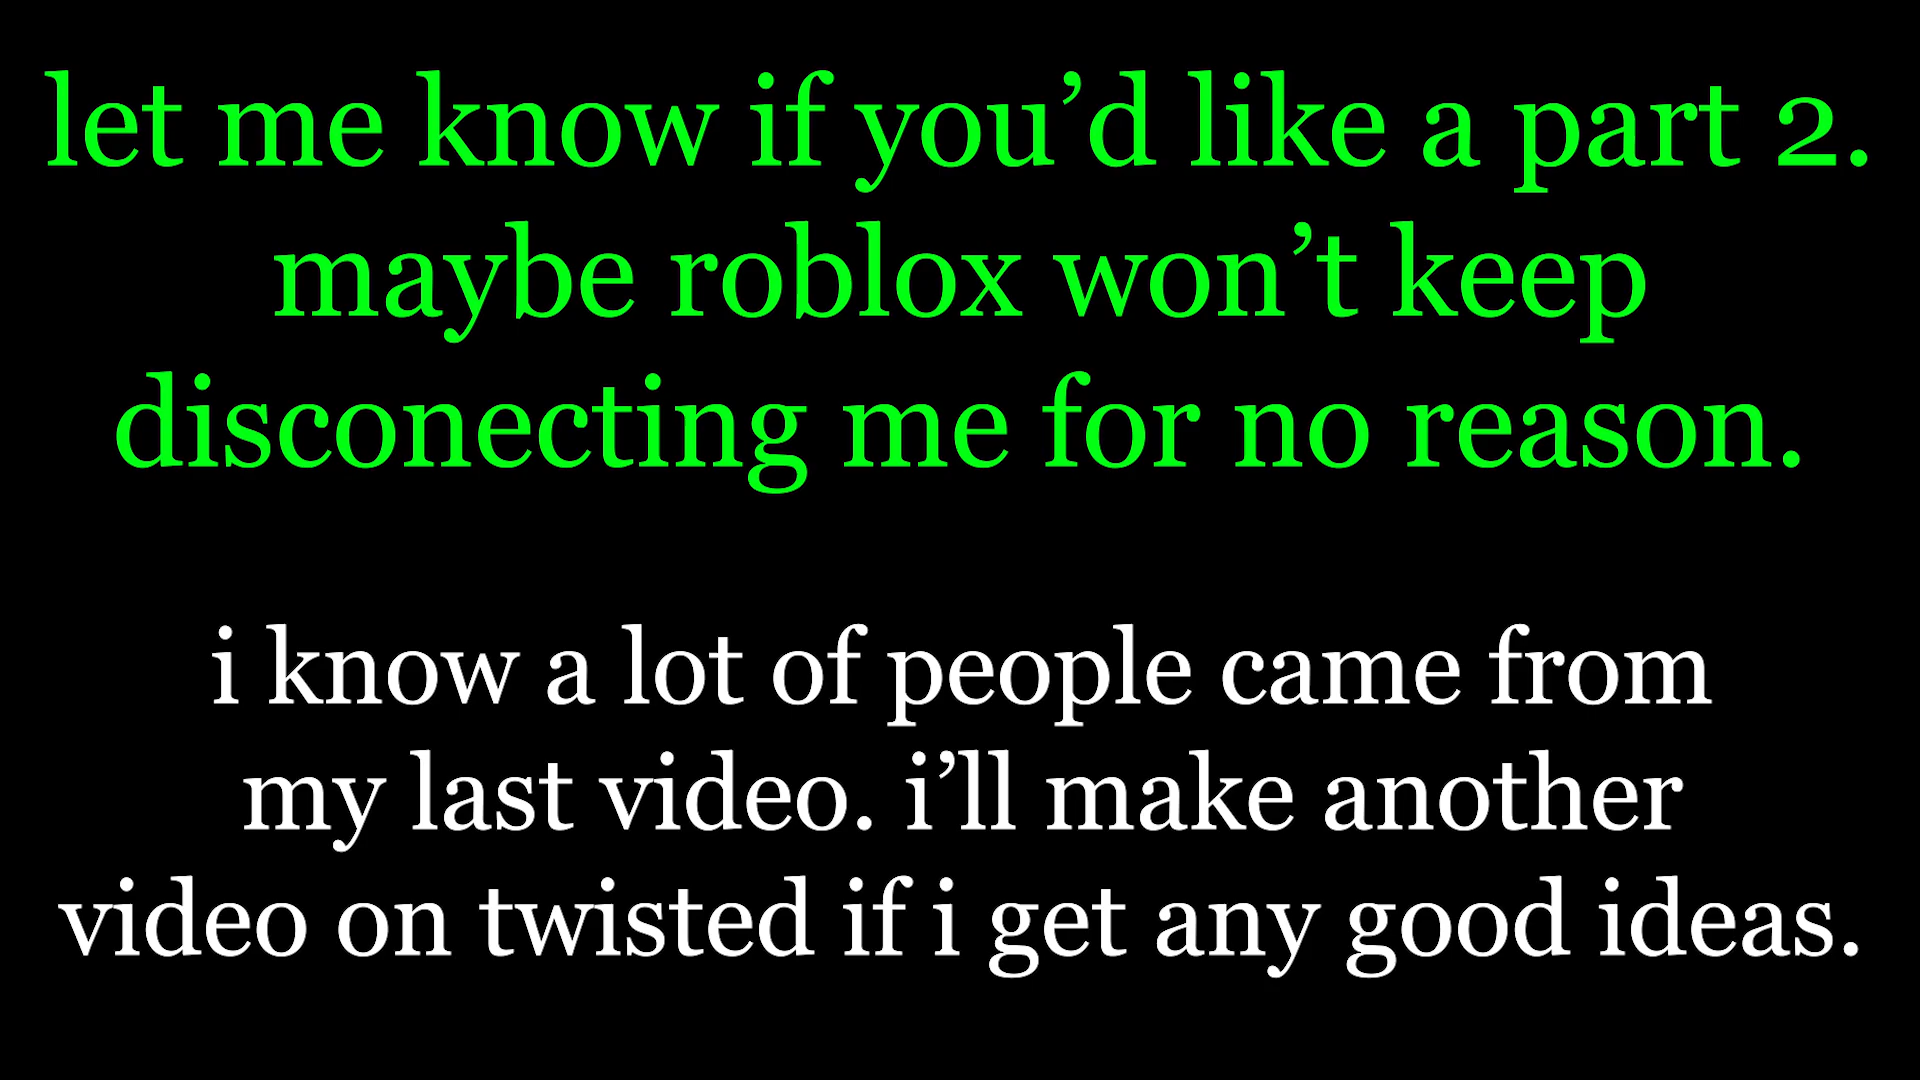 let me know if you’d like a part 2.
maybe roblox won’t keep
disconecting me for no reason.
i know a lot of people came from
my last video. i’ll make another
video on twisted if i get any good ideas.